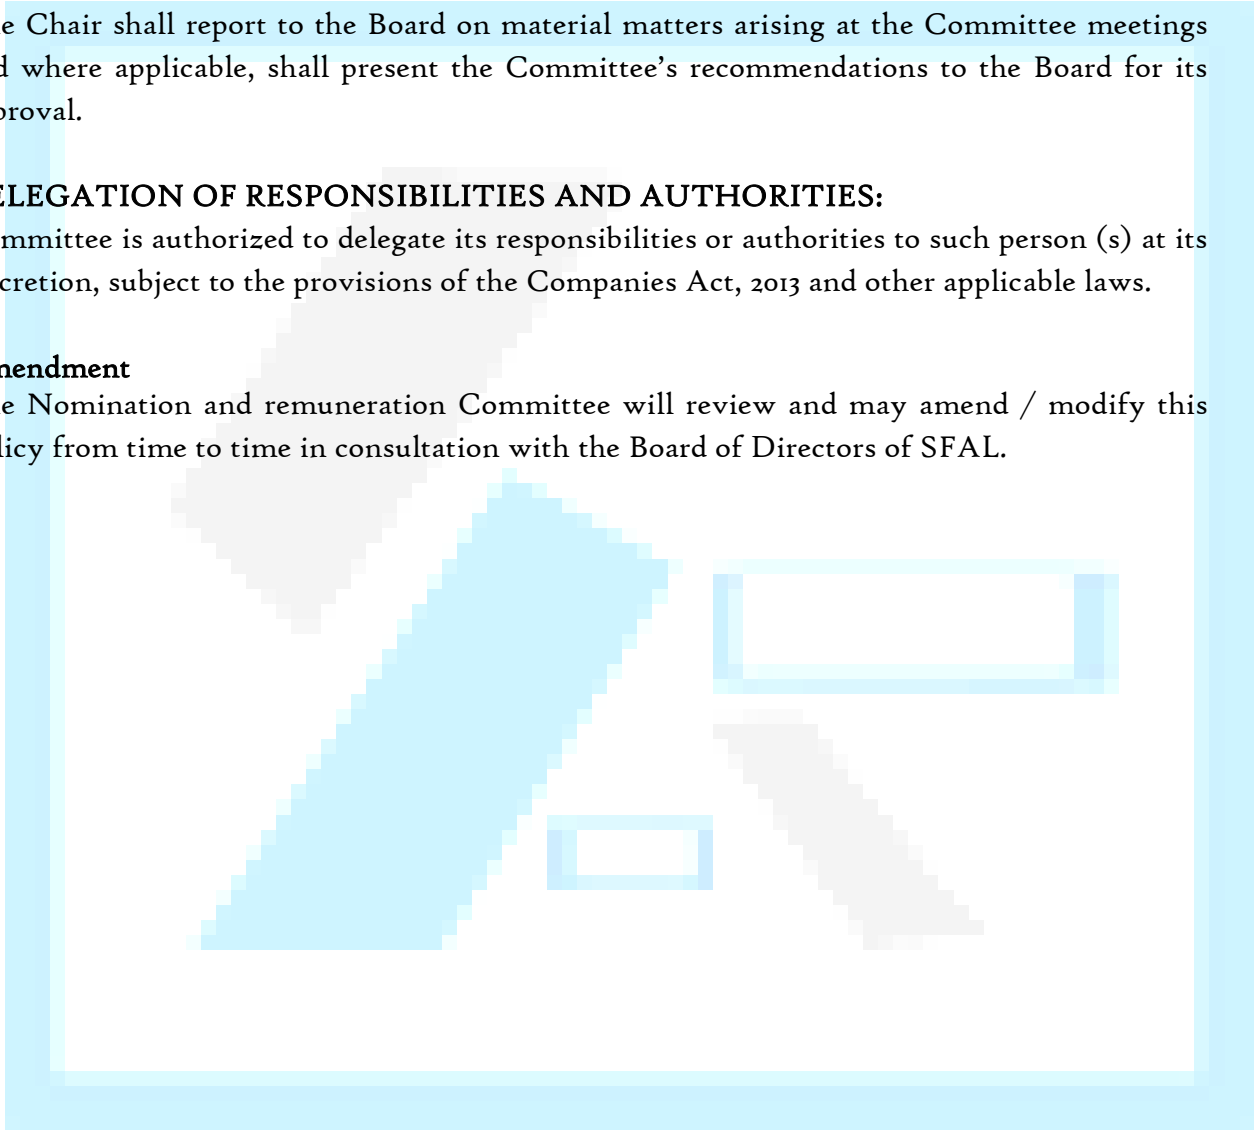 e Chair shall report to the Board on material matters arising at the Committee meetings
d where applicable, shall present the Committee’s recommendations to the Board for its
proval.
ELEGATION OF RESPONSIBILITIES AND AUTHORITIES:
mmittee is authorized to delegate its responsibilities or authorities to such person (s) at its
cretion, subject to the provisions of the Companies Act, 2013 and other applicable laws.
mendment
e Nomination and remuneration Committee will review and may amend / modify this
licy from time to time in consultation with the Board of Directors of SFAL.